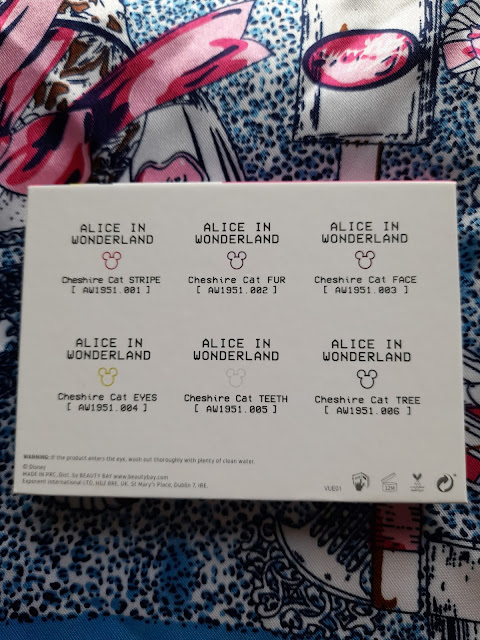 ALICE IN
WONDERLAND
Cheshire Cat STRIPE
[ AW1951.001 ]
ALICE IN
WONDERLAND
Cheshire Cat FUR
[ AW1951.002 ]
ALICE IN
WONDERLAND
Cheshire Cat FACE
[ AW1951.003 ]
ALICE IN
WONDERLAND
Cheshire Cat EYES
[ AW1951.004 ]
ALICE IN
WONDERLAND
Cheshire Cat TEETH
[ AW1951.005 ]
ALICE IN
WONDERLAND
Cheshire Cat TREE
[ AW1951.006 ]
WARNING: If the product enters the eye, wash out thoroughly with plenty of clean water.
© Disney
MADE IN PRC, Dist. by BEAUTY BAY www.beautybay.com
Exponent International LTD, HG2 8RE, UK. St Mary's Place, Dublin 7, IRE.
VUE01
12M